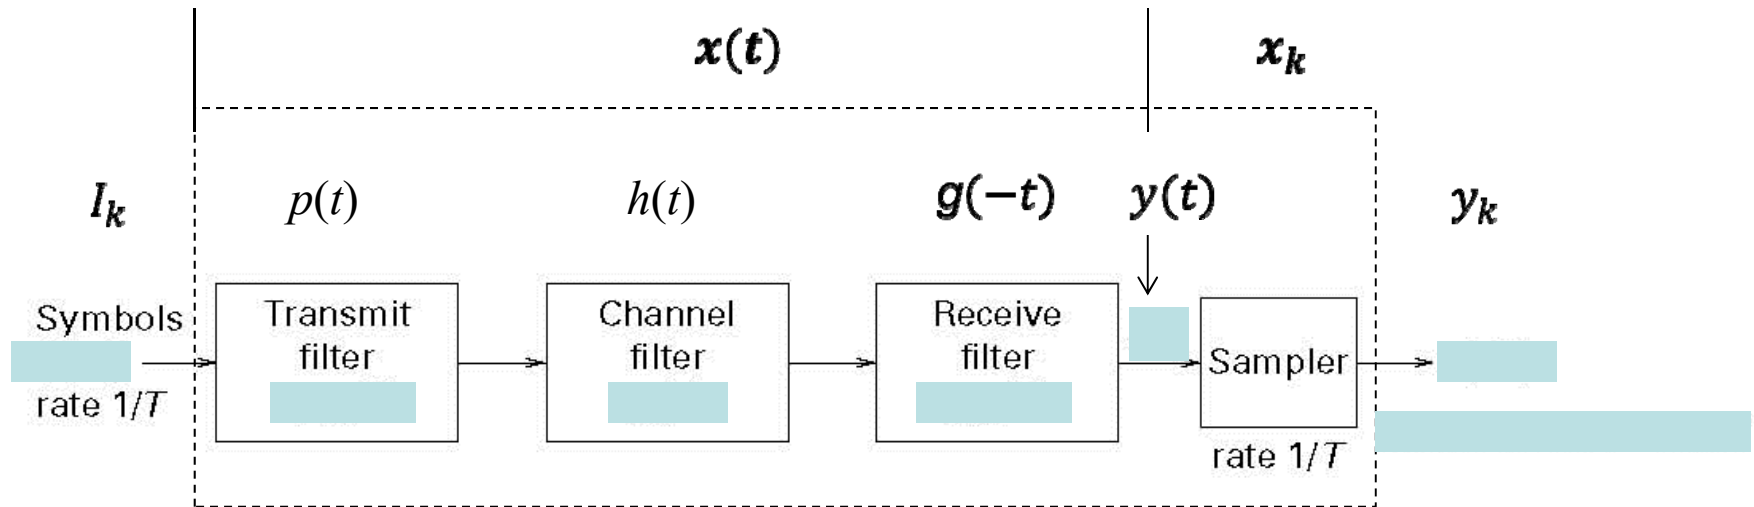 x(t) x_k
I_k p(t) h(t) g(−t) y(t) y_k
Symbols
rate 1/T
Transmit
filter
Channel
filter
Receive
filter
Sampler
rate 1/T